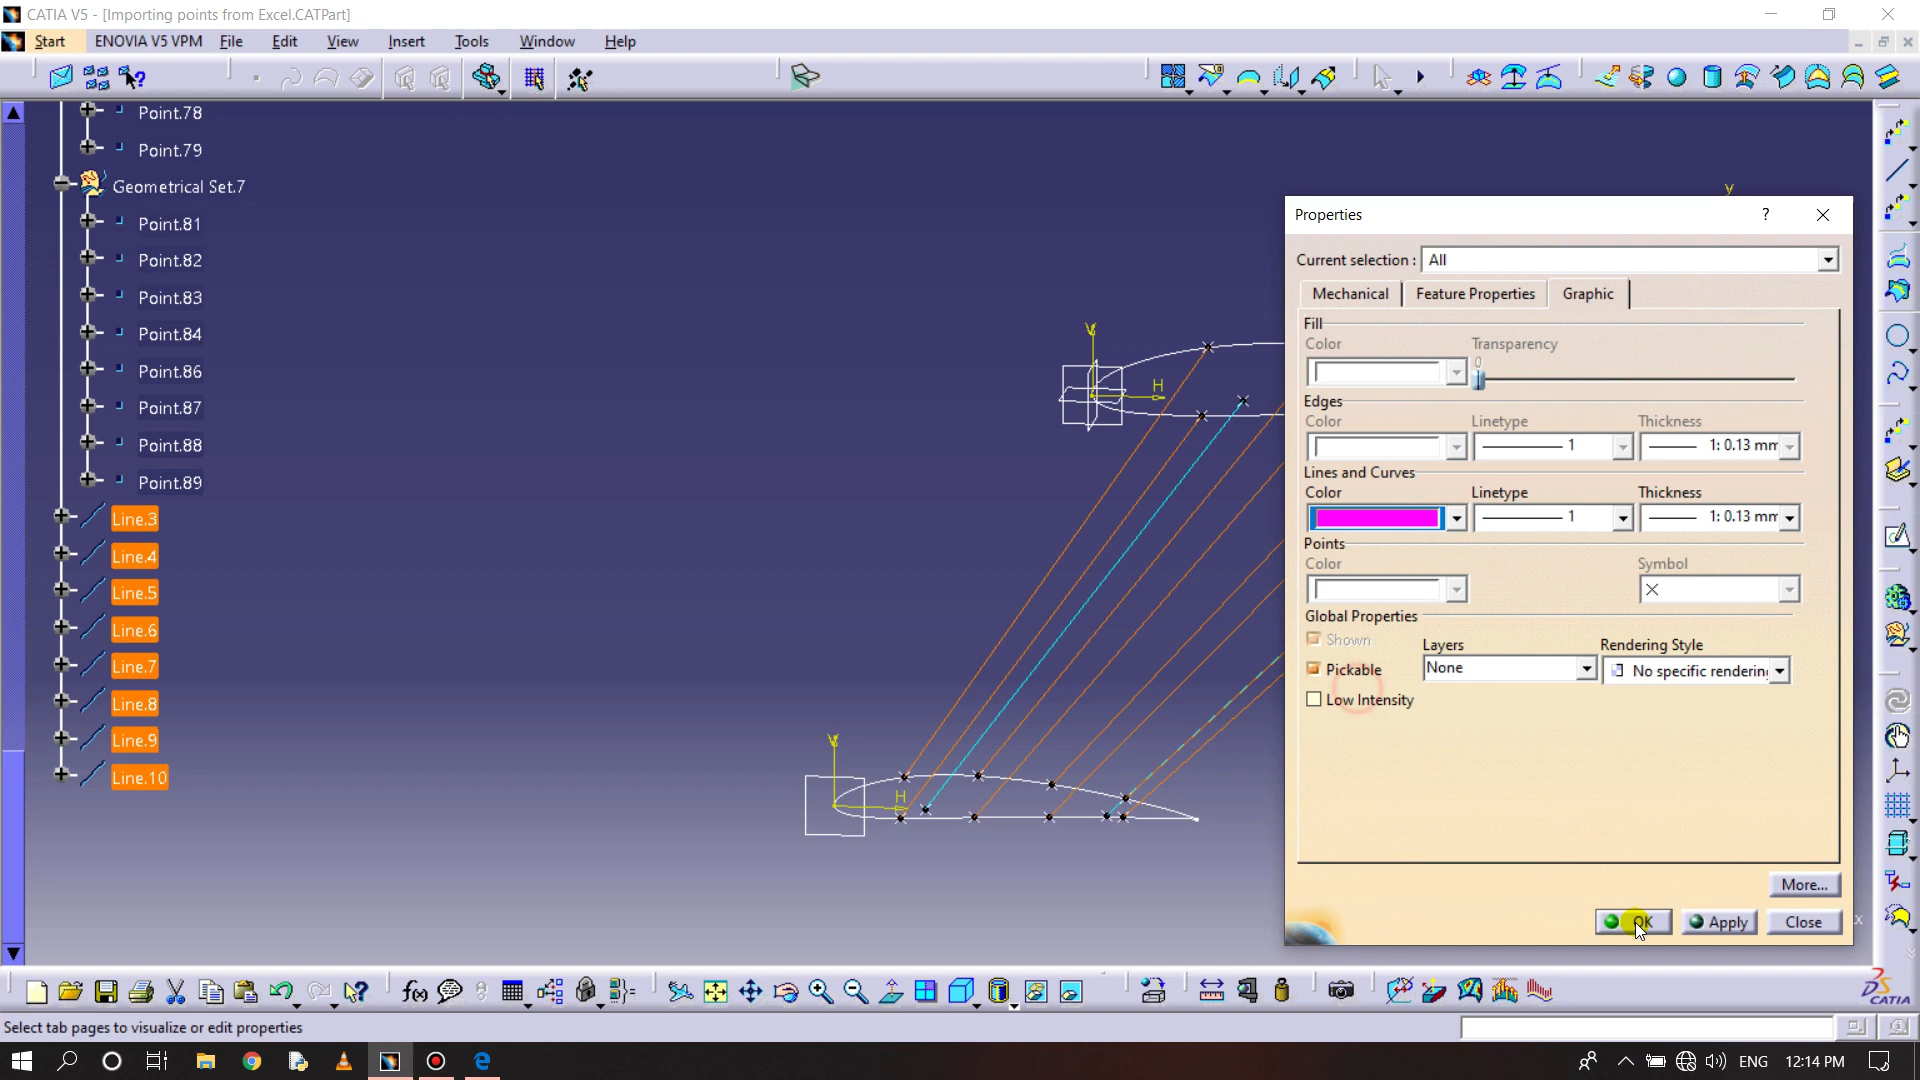 CATIA V5 - [Importing points from Excel.CATPart]
Start ENOVIA V5 VPM File Edit View Insert Tools Window Help
Point.78
Point.79
Geometrical Set.7
Point.81
Point.82
Point.83
Point.84
Point.86
Point.87
Point.88
Point.89
Line.3
Line.4
Line.5
Line.6
Line.7
Line.8
Line.9
Line.10
y
V
H
V
H
Properties ?
Current selection : All
Mechanical Feature Properties Graphic
Fill
Color Transparency
0
Edges
Color Linetype Thickness
1 1: 0.13 mm
Lines and Curves
Color Linetype Thickness
1 1: 0.13 mm
Points
Color Symbol
Global Properties
Shown Layers Rendering Style
Pickable None No specific renderin
Low Intensity
More...
OK Apply Close
x
f(x)
DS CATIA
Select tab pages to visualize or edit properties
ENG 12:14 PM